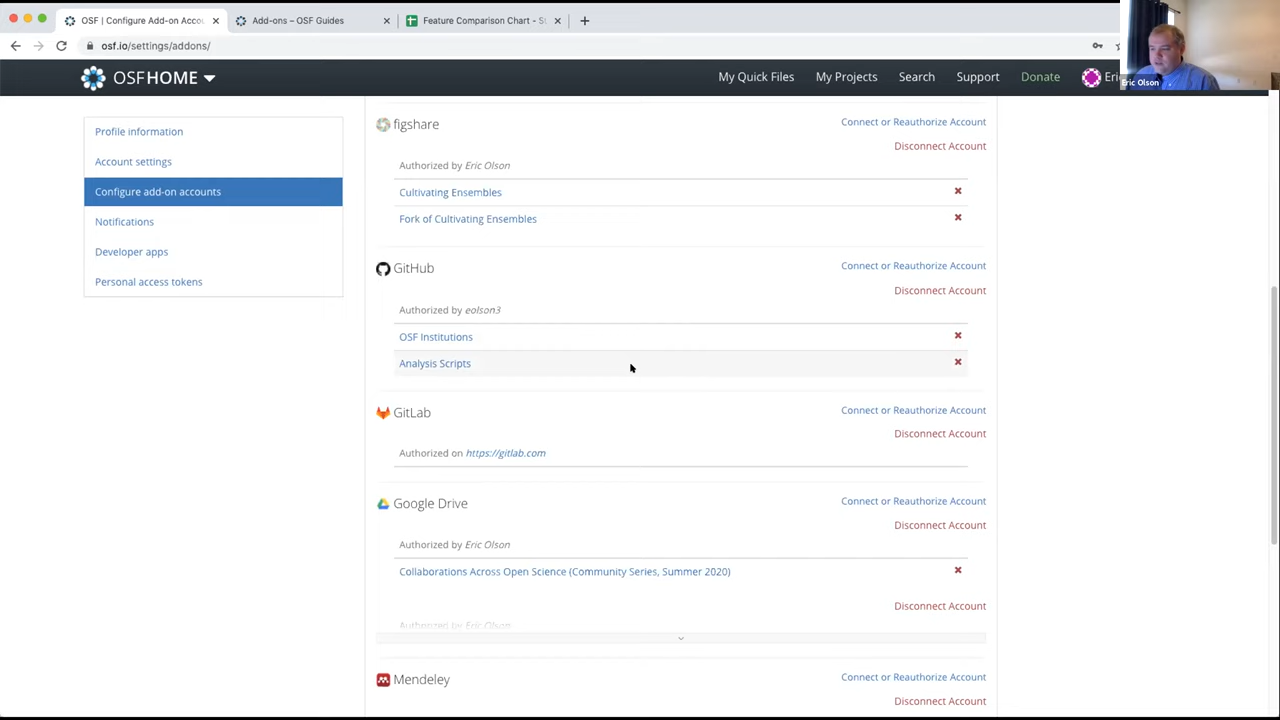 OSF | Configure Add-on Accou
Add-ons – OSF Guides
Feature Comparison Chart - S
osf.io/settings/addons/
OSFHOME
My Quick Files
My Projects
Search
Support
Donate
Eric Olson
Profile information
Account settings
Configure add-on accounts
Notifications
Developer apps
Personal access tokens
figshare
Connect or Reauthorize Account
Disconnect Account
Authorized by Eric Olson
Cultivating Ensembles
Fork of Cultivating Ensembles
GitHub
Connect or Reauthorize Account
Disconnect Account
Authorized by eolson3
OSF Institutions
Analysis Scripts
GitLab
Connect or Reauthorize Account
Disconnect Account
Authorized on https://gitlab.com
Google Drive
Connect or Reauthorize Account
Disconnect Account
Authorized by Eric Olson
Collaborations Across Open Science (Community Series, Summer 2020)
Disconnect Account
Authorized by Eric Olson
Mendeley
Connect or Reauthorize Account
Disconnect Account